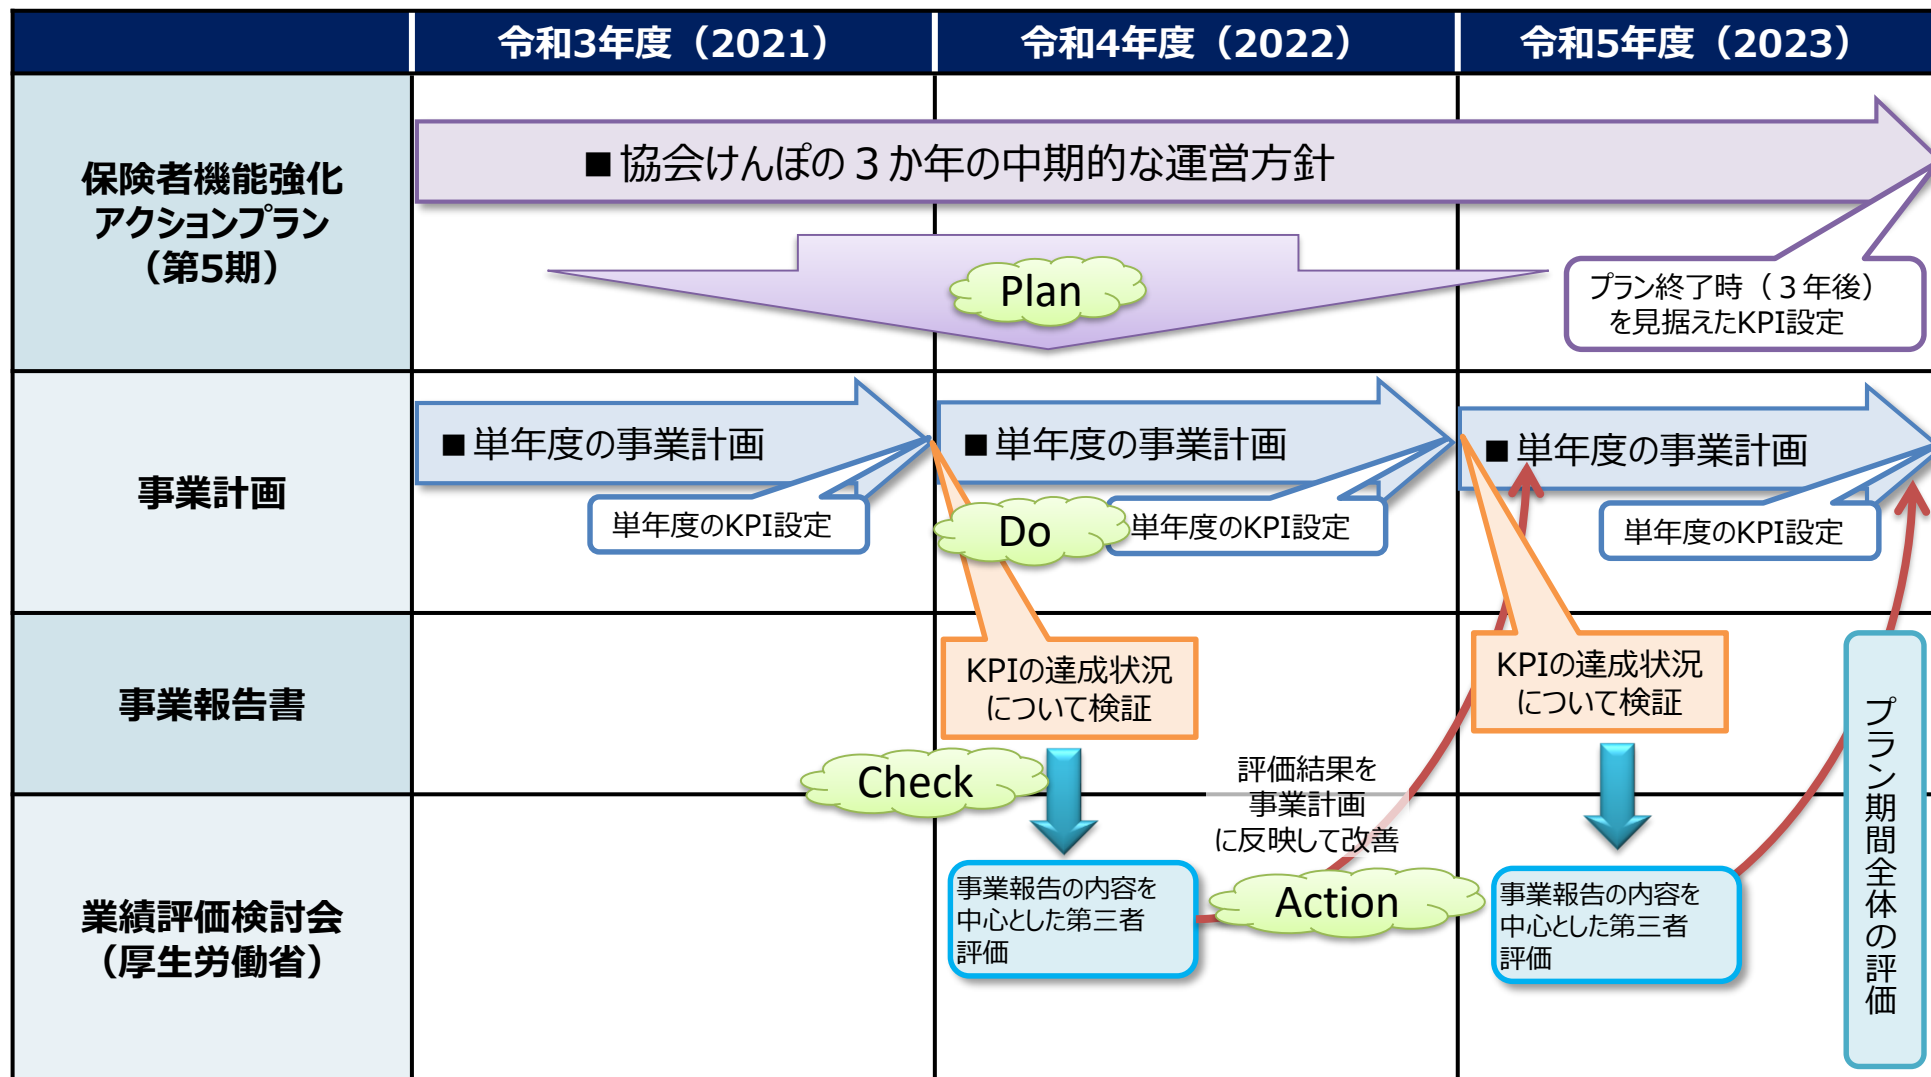 令和3年度（2021）
令和4年度（2022）
令和5年度（2023）
保険者機能強化
アクションプラン
（第5期）
■ 協会けんぽの３か年の中期的な運営方針
Plan
プラン終了時（３年後）
を見据えたKPI設定
事業計画
■ 単年度の事業計画
単年度のKPI設定
■ 単年度の事業計画
Do
単年度のKPI設定
■ 単年度の事業計画
単年度のKPI設定
事業報告書
KPIの達成状況
について検証
KPIの達成状況
について検証
Check
評価結果を
事業計画
に反映して改善
プラン期間全体の評価
業績評価検討会
（厚生労働省）
事業報告の内容を
中心とした第三者
評価
Action
事業報告の内容を
中心とした第三者
評価